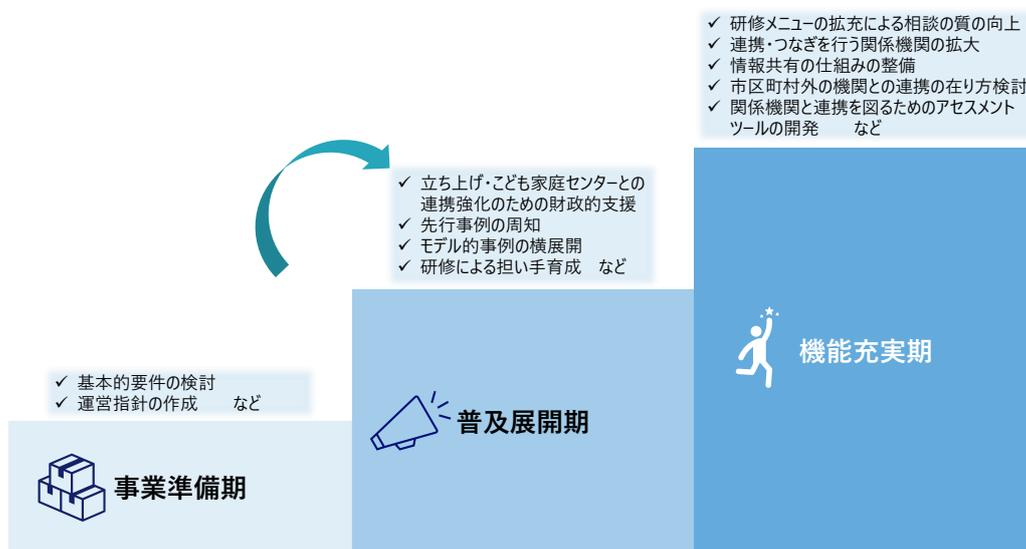 ✓ 研修メニューの拡充による相談の質の向上
✓ 連携・つなぎを行う関係機関の拡大
✓ 情報共有の仕組みの整備
✓ 市区町村外の機関との連携の在り方検討
✓ 関係機関と連携を図るためのアセスメント
ツールの開発　　など
✓ 立ち上げ・こども家庭センターとの
連携強化のための財政的支援
✓ 先行事例の周知
✓ モデル的事例の横展開
✓ 研修による担い手育成　など
機能充実期
✓ 基本的要件の検討
✓ 運営指針の作成　　など
普及展開期
事業準備期